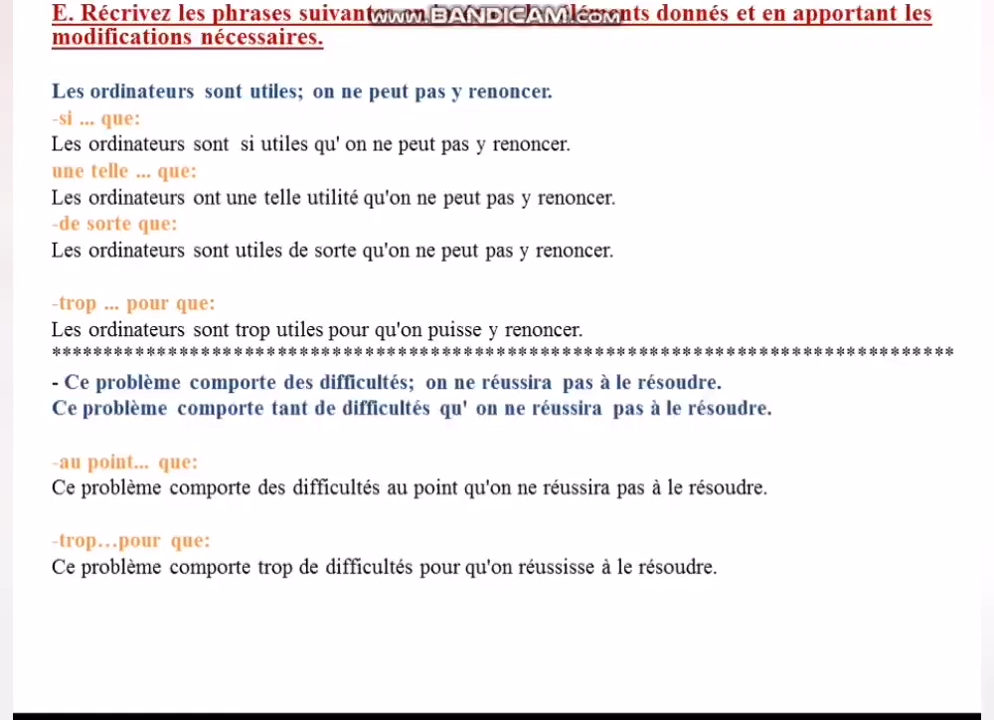 E. Récrivez les phrases suivantes éléments donnés et en apportant les
www.BANDICAM.com
modifications nécessaires.
Les ordinateurs sont utiles; on ne peut pas y renoncer.
-si ... que:
Les ordinateurs sont si utiles qu' on ne peut pas y renoncer.
une telle ... que:
Les ordinateurs ont une telle utilité qu'on ne peut pas y renoncer.
-de sorte que:
Les ordinateurs sont utiles de sorte qu'on ne peut pas y renoncer.
-trop ... pour que:
Les ordinateurs sont trop utiles pour qu'on puisse y renoncer.
************************************************************************************
- Ce problème comporte des difficultés; on ne réussira pas à le résoudre.
Ce problème comporte tant de difficultés qu' on ne réussira pas à le résoudre.
-au point... que:
Ce problème comporte des difficultés au point qu'on ne réussira pas à le résoudre.
-trop...pour que:
Ce problème comporte trop de difficultés pour qu'on réussisse à le résoudre.